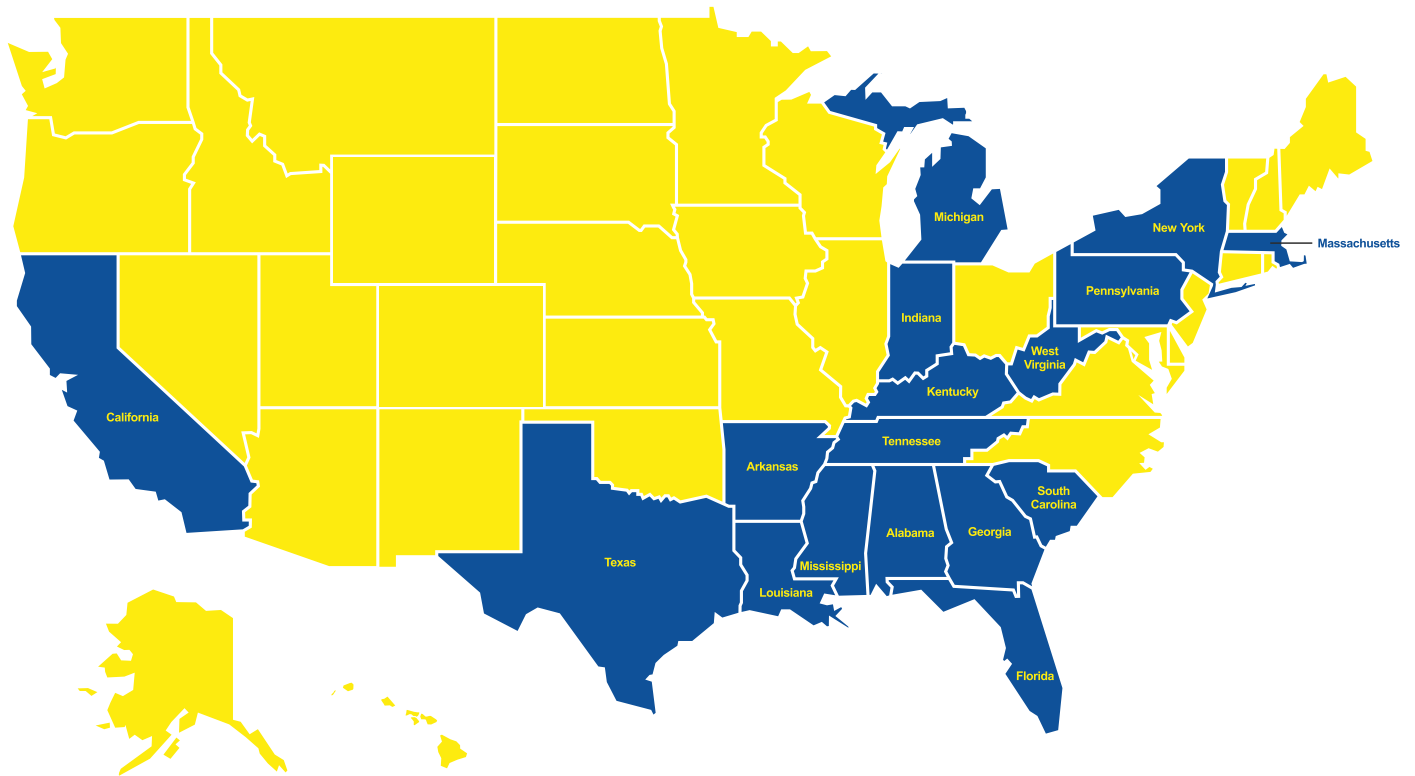 Michigan
New York
Massachusetts
Pennsylvania
Indiana
West
Virginia
Kentucky
California
Tennessee
Arkansas
South
Carolina
Alabama
Georgia
Texas
Mississippi
Louisiana
Florida